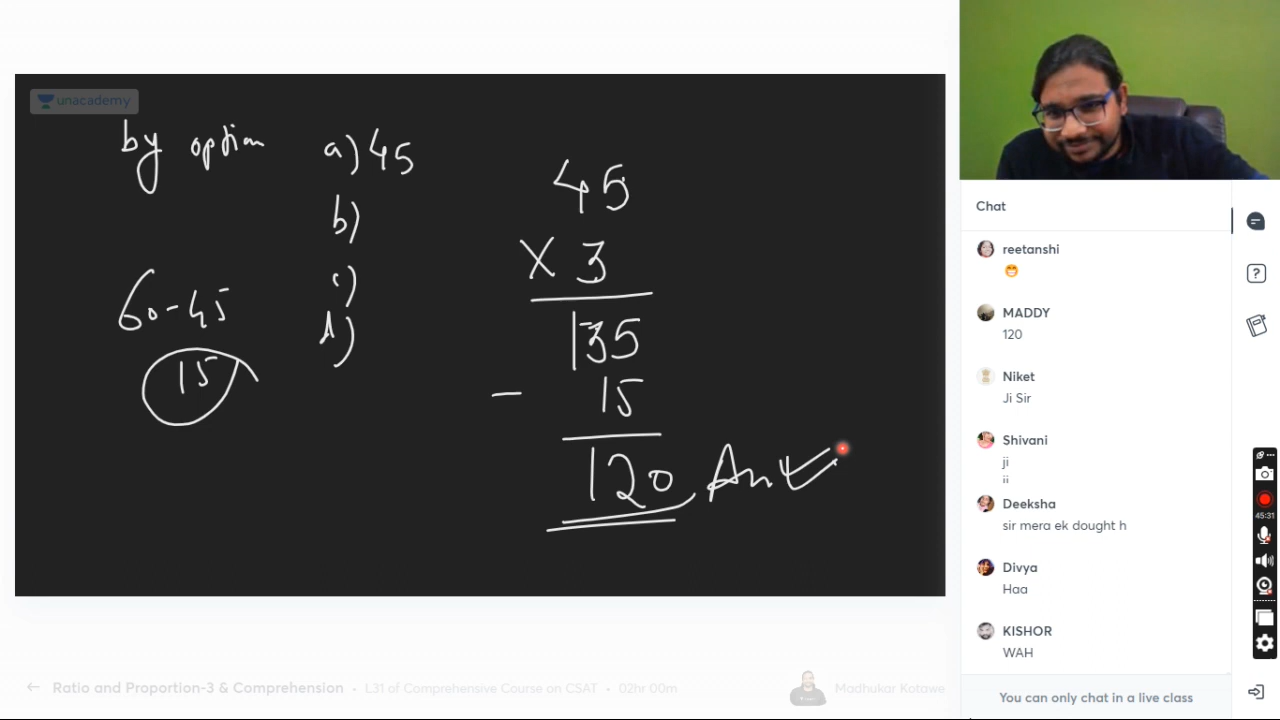 unacademy
by option a) 45
b)
c)
d)
60-45
15
45
X 3
135
- 15
120 Ans
Chat
reetanshi
MADDY
120
Niket
Ji Sir
Shivani
ji
ii
Deeksha
sir mera ek dought h
Divya
Haa
KISHOR
WAH
You can only chat in a live class
45:31
← Ratio and Proportion-3 & Comprehension • L31 of Comprehensive Course on CSAT • 02hr 00m
Madhukar Kotawe